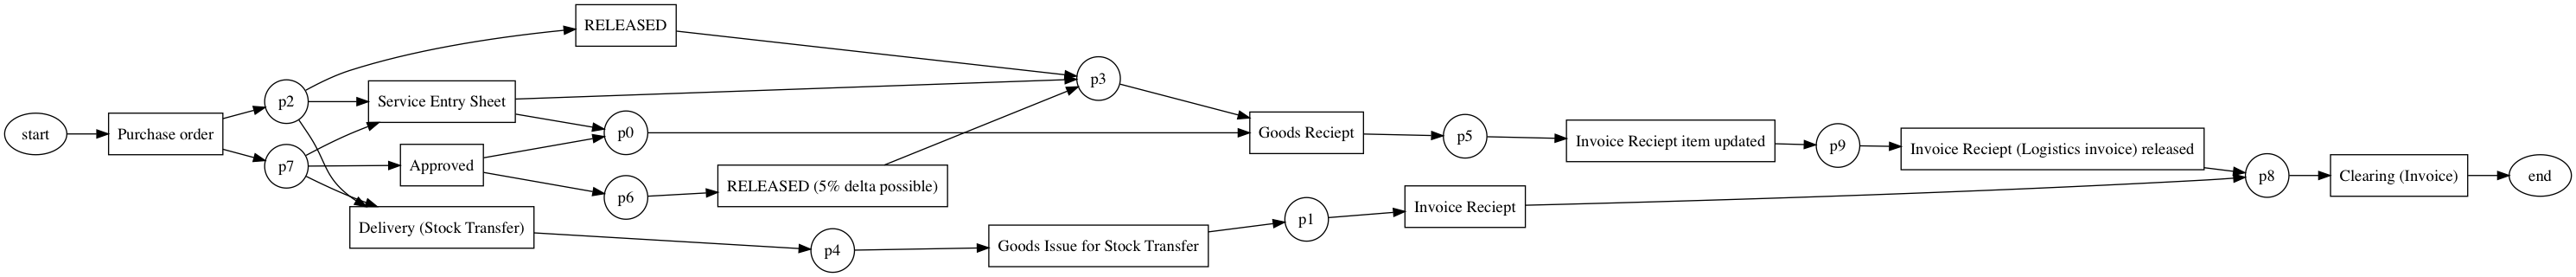 start
Purchase order
p2
p7
RELEASED
Service Entry Sheet
Approved
Delivery (Stock Transfer)
p0
p6
RELEASED (5% delta possible)
p4
p3
Goods Issue for Stock Transfer
Goods Reciept
p1
p5
Invoice Reciept
Invoice Reciept item updated
p9
Invoice Reciept (Logistics invoice) released
p8
Clearing (Invoice)
end